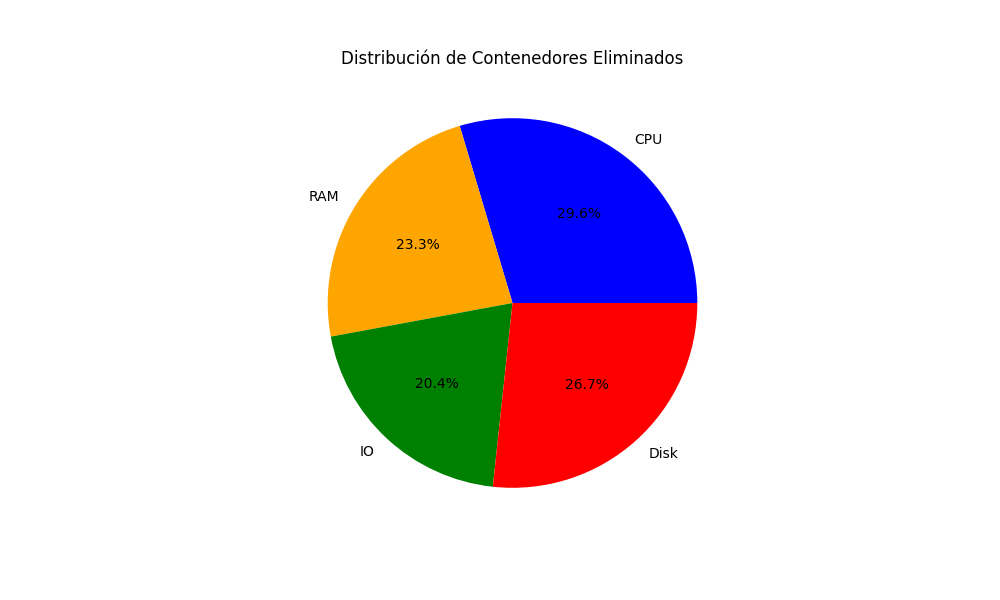 Distribución de Contenedores Eliminados
CPU
29.6%
RAM
23.3%
20.4%
IO
26.7%
Disk